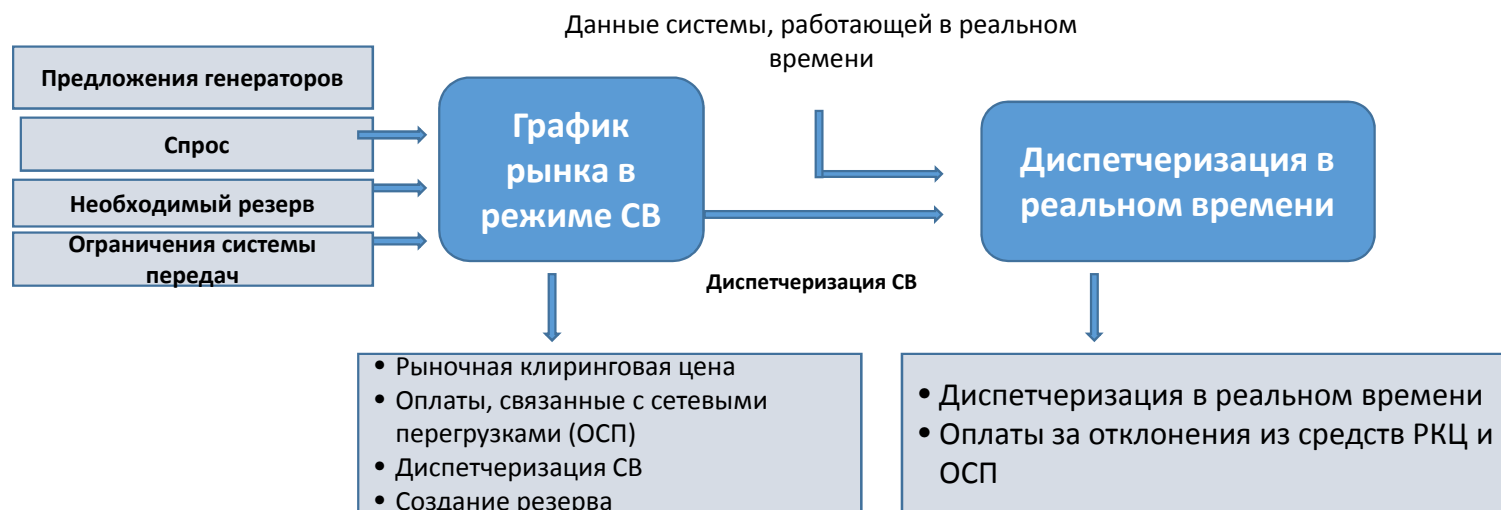 Данные системы, работающей в реальном
времени
Предложения генераторов
Спрос
Необходимый резерв
Ограничения системы
передач
График
рынка в
режиме СВ
Диспетчеризация в
реальном времени
Диспетчеризация СВ
• Рыночная клиринговая цена
• Оплаты, связанные с сетевыми
перегрузками (ОСП)
• Диспетчеризация СВ
• Создание резерва
• Диспетчеризация в реальном времени
• Оплаты за отклонения из средств РКЦ и
ОСП